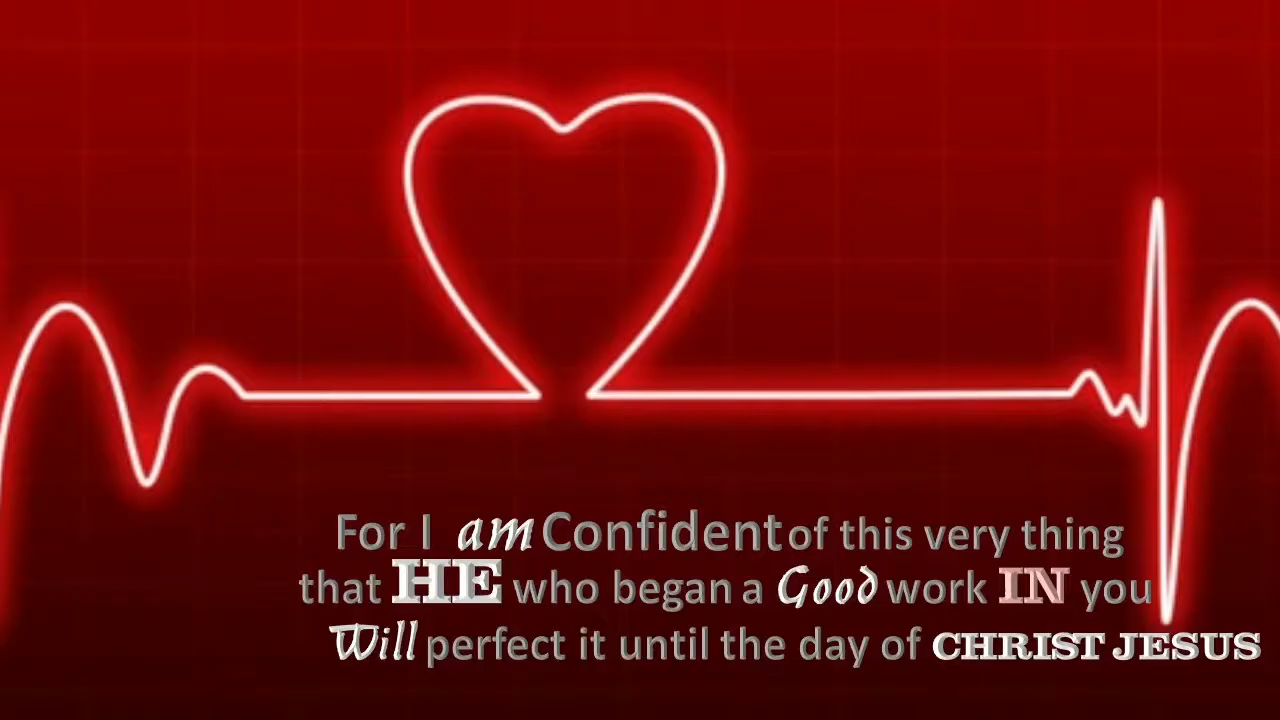 For I am Confident of this very thing
that HE who began a Good work IN you
Will perfect it until the day of CHRIST JESUS